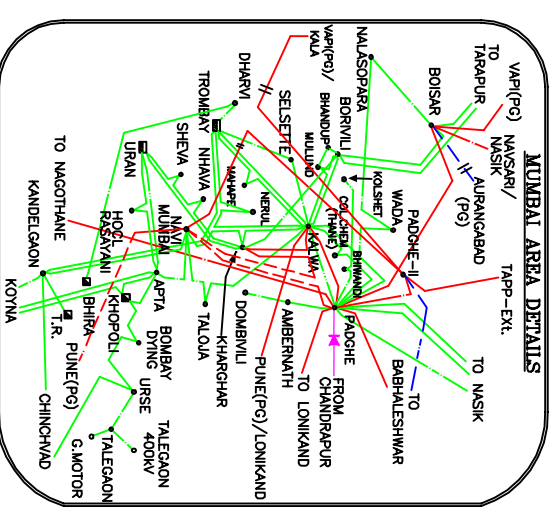 MUMBAI AREA DETAILS
VAPI(PG)
TO
TARAPUR
NAVSARI/
NASIK
BOISAR
AURANGABAD
(PG)
TAPP-EXt.
NALASOPARA
VAPI(PG)/
KALA
WADA
PADGHE-II
TO
TO NASIK
BORIVILI
BHANDUP
MULUND
KOLSHET
COLCHEM
(THANE)
BHIWANDI
SELSETTE
KALWA
PADGHE
BABHALESHWAR
FROM
CHANDRAPUR
DHARVI
TROMBAY
MAHAPE
NERUL
TO LONIKAND
AMBERNATH
PUNE(PG)/LONIKAND
DOMBIVILI
KHARGHAR
NHAVA
SHEVA
URAN
NAVI
MUMBAI
TALOJA
HOCL
RASAYANI
APTA
TO NAGOTHANE
KANDELGAON
BHIRA
KHOPOLI
BOMBAY
DYING
URSE
T.R.
PUNE(PG)
TALEGAON
400KV
TALEGAON
G.MOTOR
CHINCHVAD
KOYNA